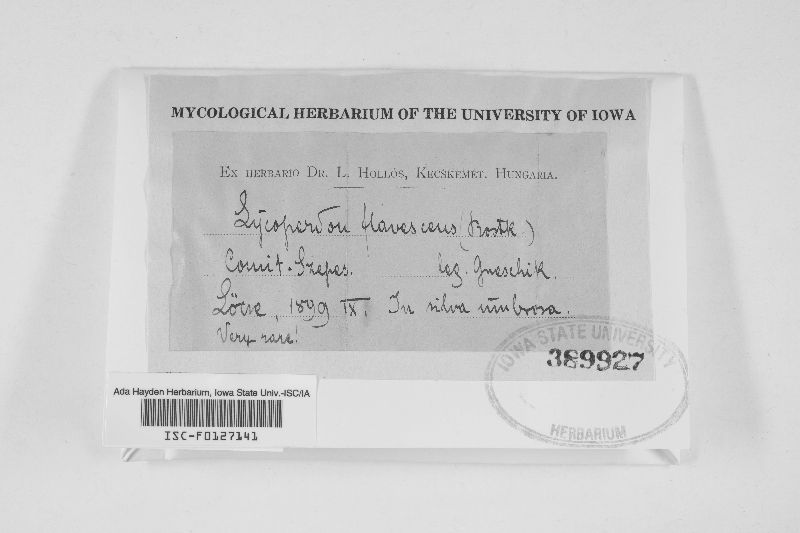 MYCOLOGICAL HERBARIUM OF THE UNIVERSITY OF IOWA
EX HERBARIO DR. L. HOLLÓS, KECSKEMÉT. HUNGARIA.
Lycoperdon flavescens (Rostk.)
Comit. Szepes. leg. Greschik.
Löcse, 1899 IX. In silva umbrosa.
Very rare!
IOWA STATE UNIVERSITY
389927
HERBARIUM
Ada Hayden Herbarium, Iowa State Univ.-ISC/IA
ISC-F0127141